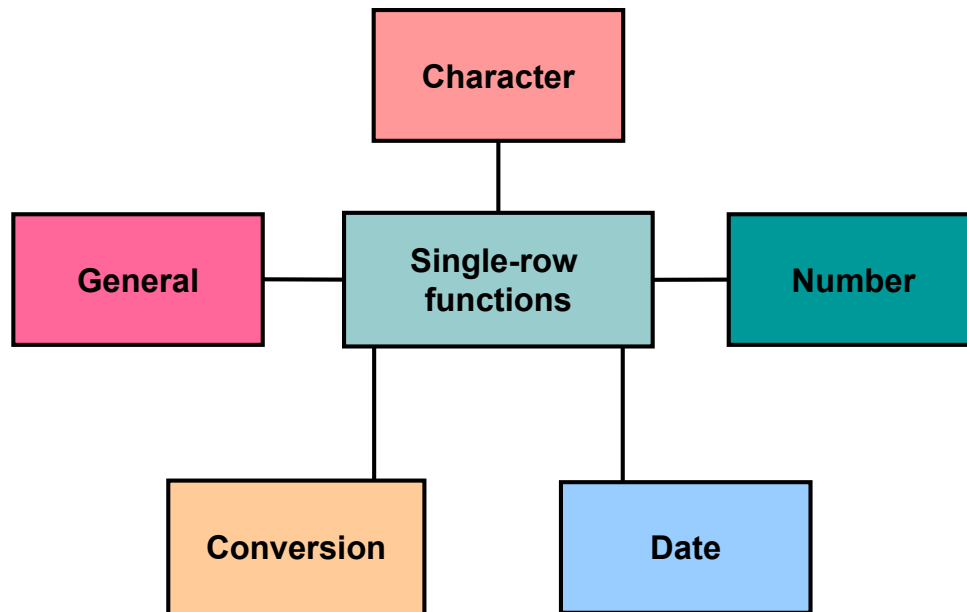 Character
General
Single-row
functions
Number
Conversion
Date